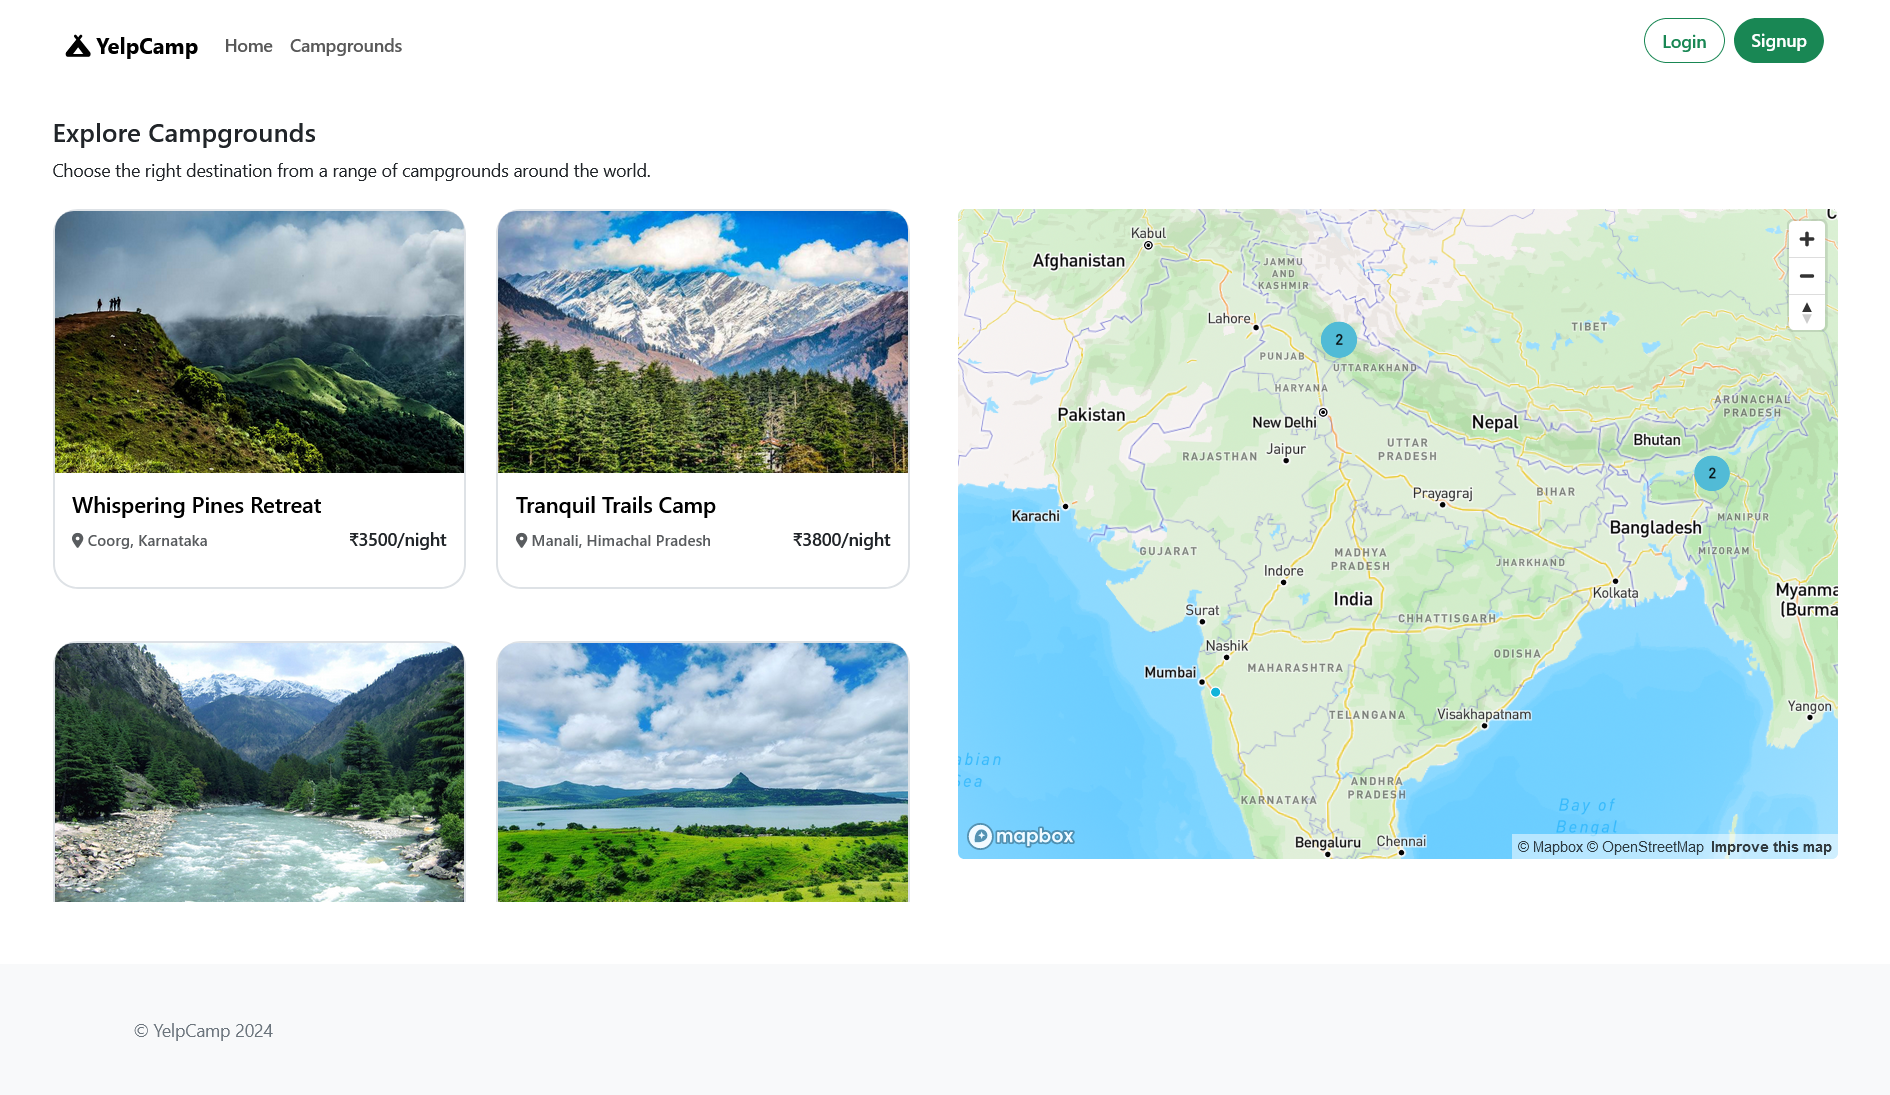 YelpCamp
Home
Campgrounds
Login
Signup
Explore Campgrounds
Choose the right destination from a range of campgrounds around the world.
Whispering Pines Retreat
Coorg, Karnataka
₹3500/night
Tranquil Trails Camp
Manali, Himachal Pradesh
₹3800/night
C
Kabul
Afghanistan
JAMMU
AND
KASHMIR
Lahore
2
TIBET
PUNJAB
UTTARAKHAND
HARYANA
ARUNACHAL
PRADESH
Pakistan
New Delhi
Nepal
Bhutan
Jaipur
RAJASTHAN
UTTAR
PRADESH
2
Prayagraj
BIHAR
Karachi
Bangladesh
MANIPUR
GUJARAT
MADHYA
PRADESH
MIZORAM
Indore
JHARKHAND
India
Kolkata
Myanma
(Burma
Surat
CHHATTISGARH
Nashik
ODISHA
Mumbai
MAHARASHTRA
TELANGANA
Visakhapatnam
Yangon
abian
Sea
ANDHRA
PRADESH
KARNATAKA
Bay of
Bengal
Bengaluru
Chennai
mapbox
© Mapbox © OpenStreetMap Improve this map
© YelpCamp 2024